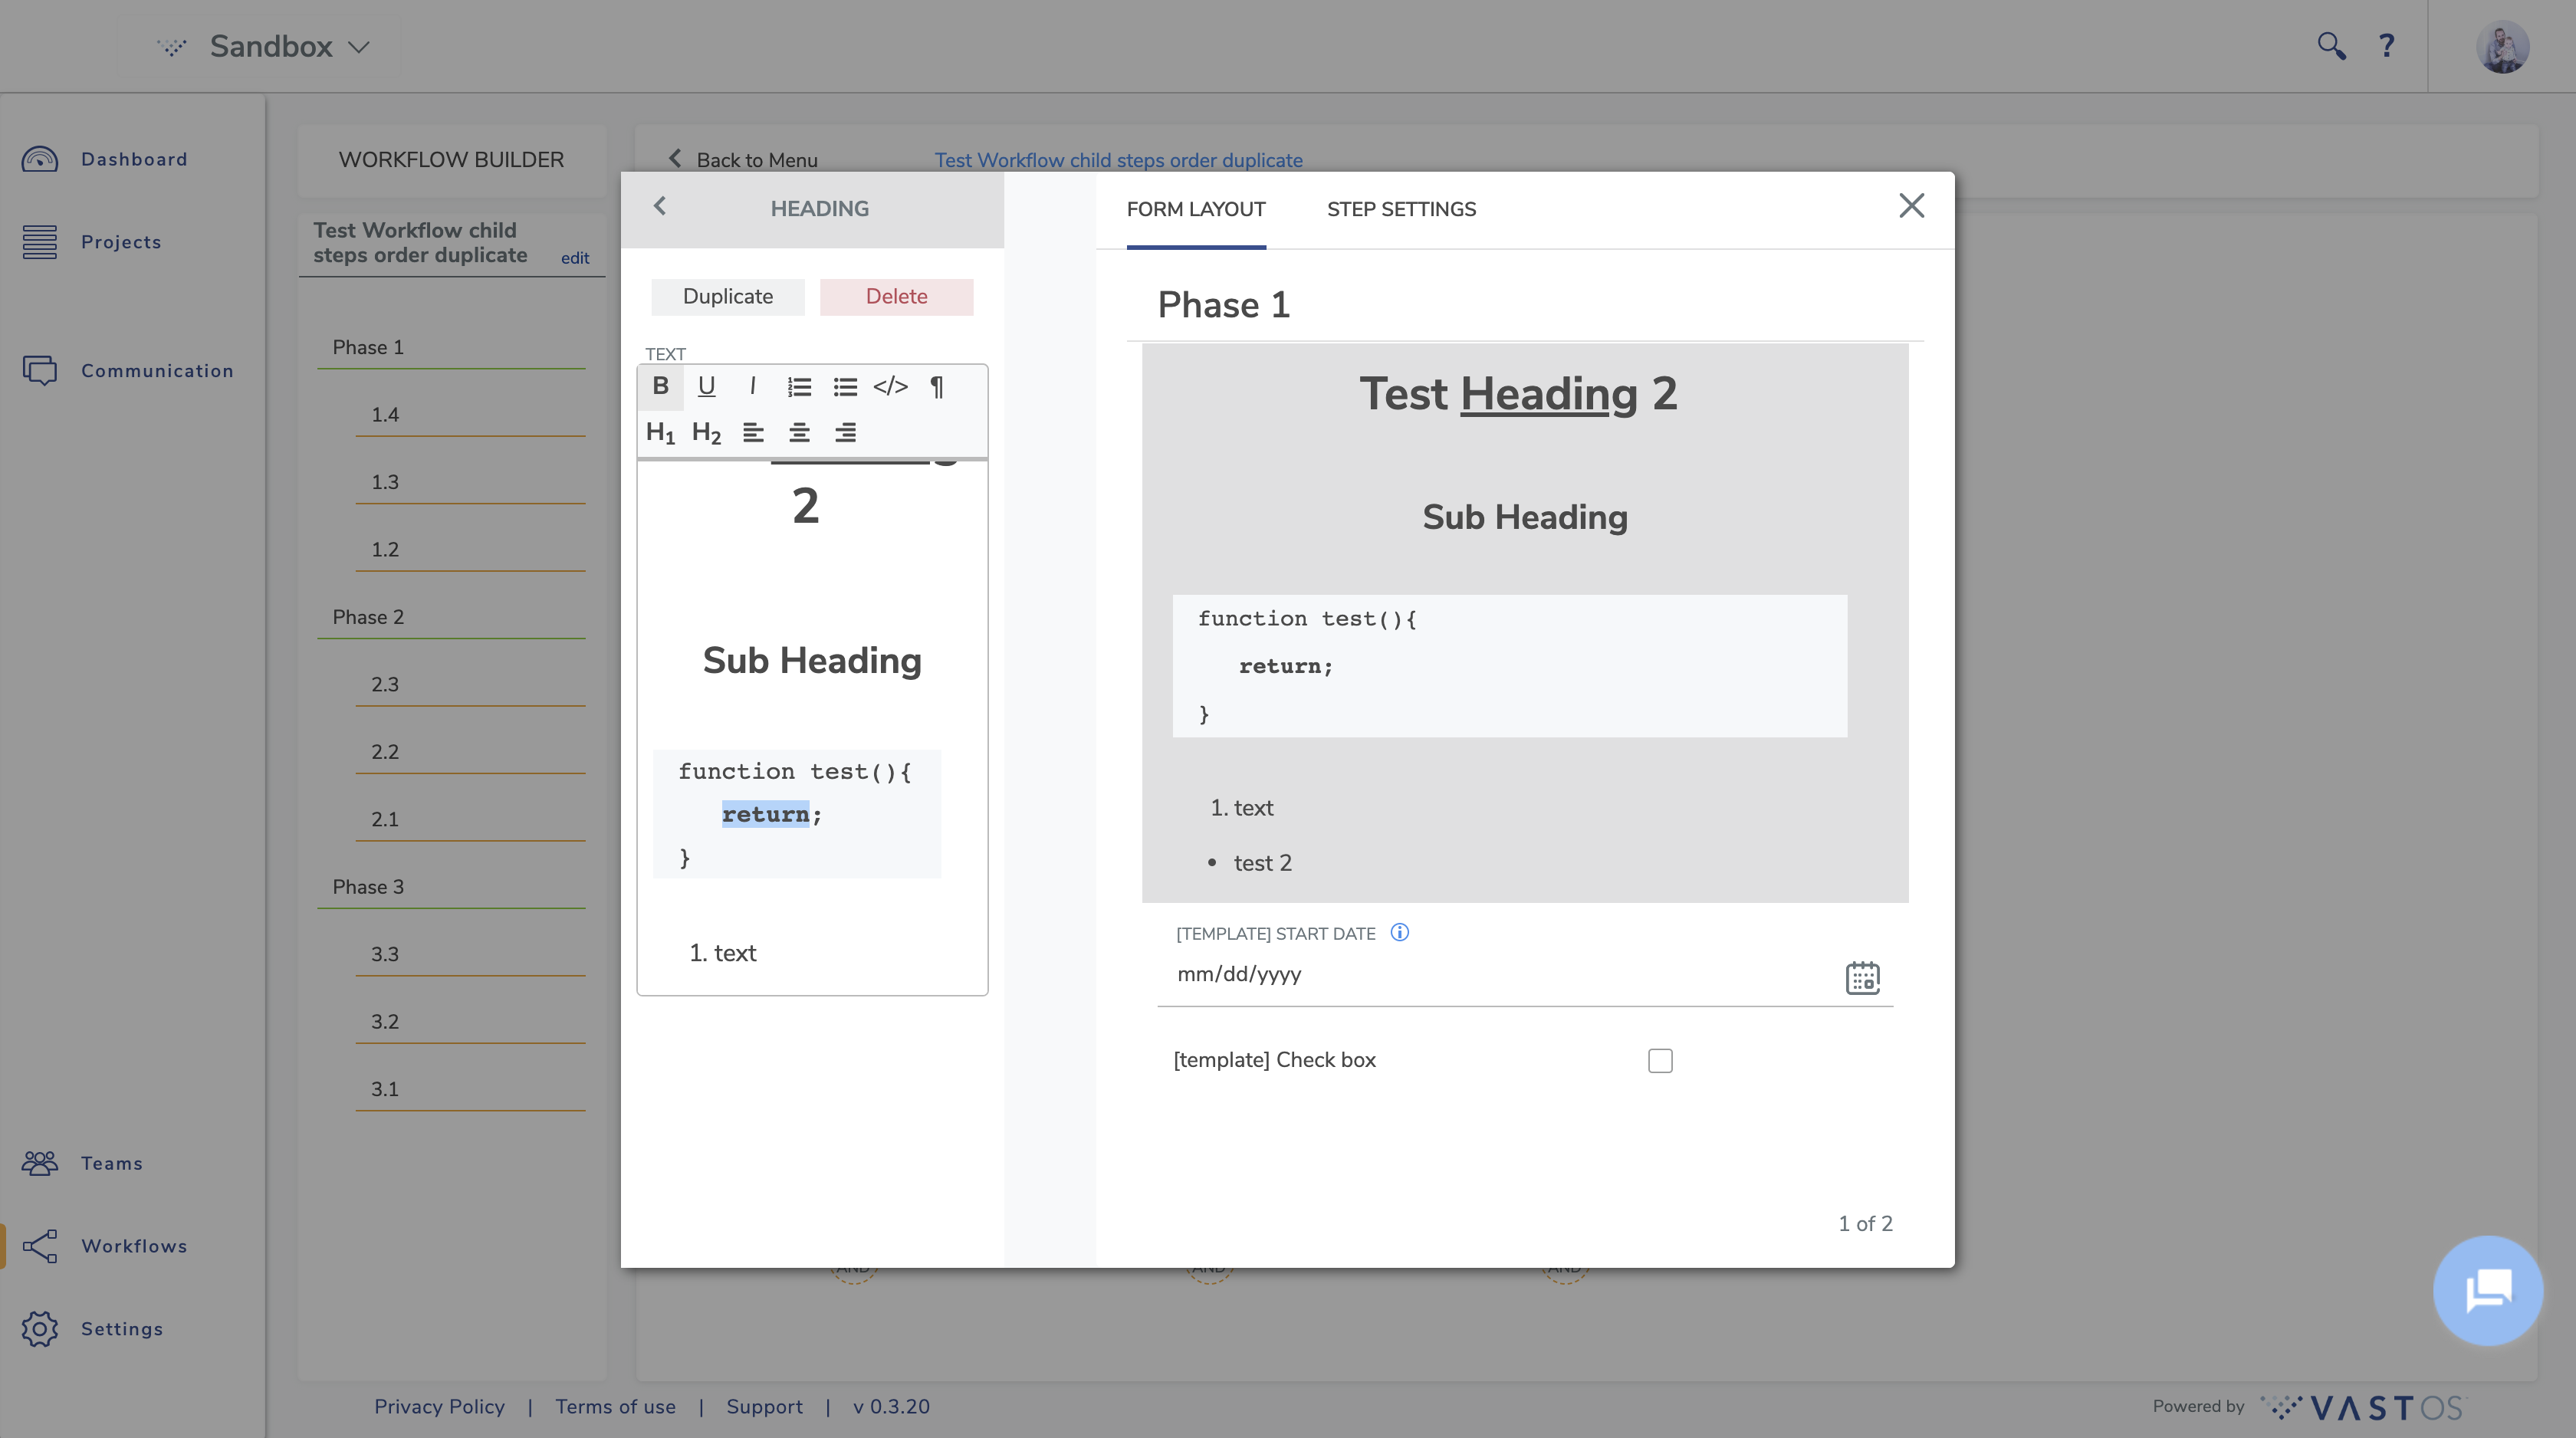 Sandbox
?
Dashboard
Projects
Communication
Teams
Workflows
Settings
WORKFLOW BUILDER
Test Workflow child
steps order duplicate
edit
Phase 1
1.4
1.3
1.2
Phase 2
2.3
2.2
2.1
Phase 3
3.3
3.2
3.1
Back to Menu
Test Workflow child steps order duplicate
HEADING
Duplicate
Delete
TEXT
B U I </> ¶
H1 H2
2
Sub Heading
function test(){
return;
}
1. text
FORM LAYOUT
STEP SETTINGS
Phase 1
Test Heading 2
Sub Heading
function test(){
return;
}
1. text
• test 2
[TEMPLATE] START DATE
mm/dd/yyyy
[template] Check box
1 of 2
AND
AND
AND
Privacy Policy | Terms of use | Support | v 0.3.20
Powered by VASTOS